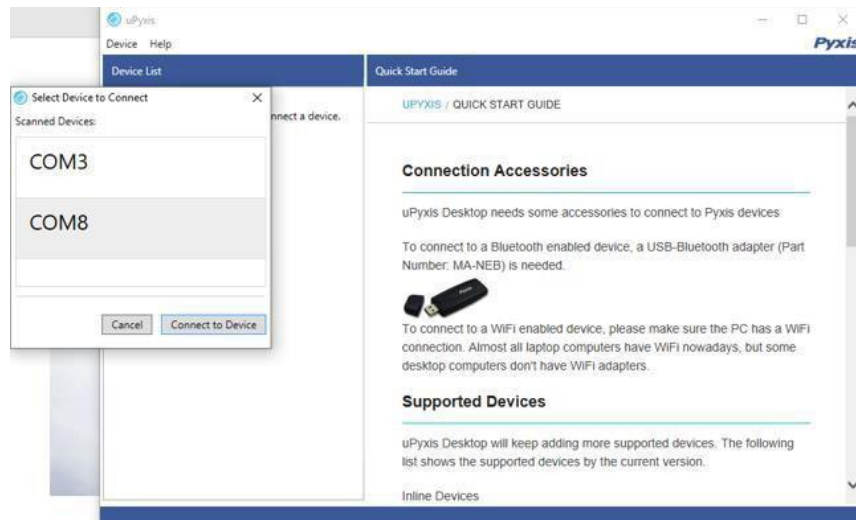 uPyxis
Device Help
Pyxis
Device List
Quick Start Guide
Select Device to Connect
Scanned Devices:
nnect a device.
COM3
COM8
Cancel Connect to Device
UPYXIS / QUICK START GUIDE
Connection Accessories
uPyxis Desktop needs some accessories to connect to Pyxis devices
To connect to a Bluetooth enabled device, a USB-Bluetooth adapter (Part
Number: MA-NEB) is needed.
Pyxis
To connect to a WiFi enabled device, please make sure the PC has a WiFi
connection. Almost all laptop computers have WiFi nowadays, but some
desktop computers don't have WiFi adapters.
Supported Devices
uPyxis Desktop will keep adding more supported devices. The following
list shows the supported devices by the current version.
Inline Devices